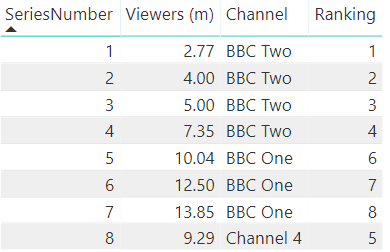 SeriesNumber Viewers (m) Channel Ranking
1 2.77 BBC Two 1
2 4.00 BBC Two 2
3 5.00 BBC Two 3
4 7.35 BBC Two 4
5 10.04 BBC One 6
6 12.50 BBC One 7
7 13.85 BBC One 8
8 9.29 Channel 4 5